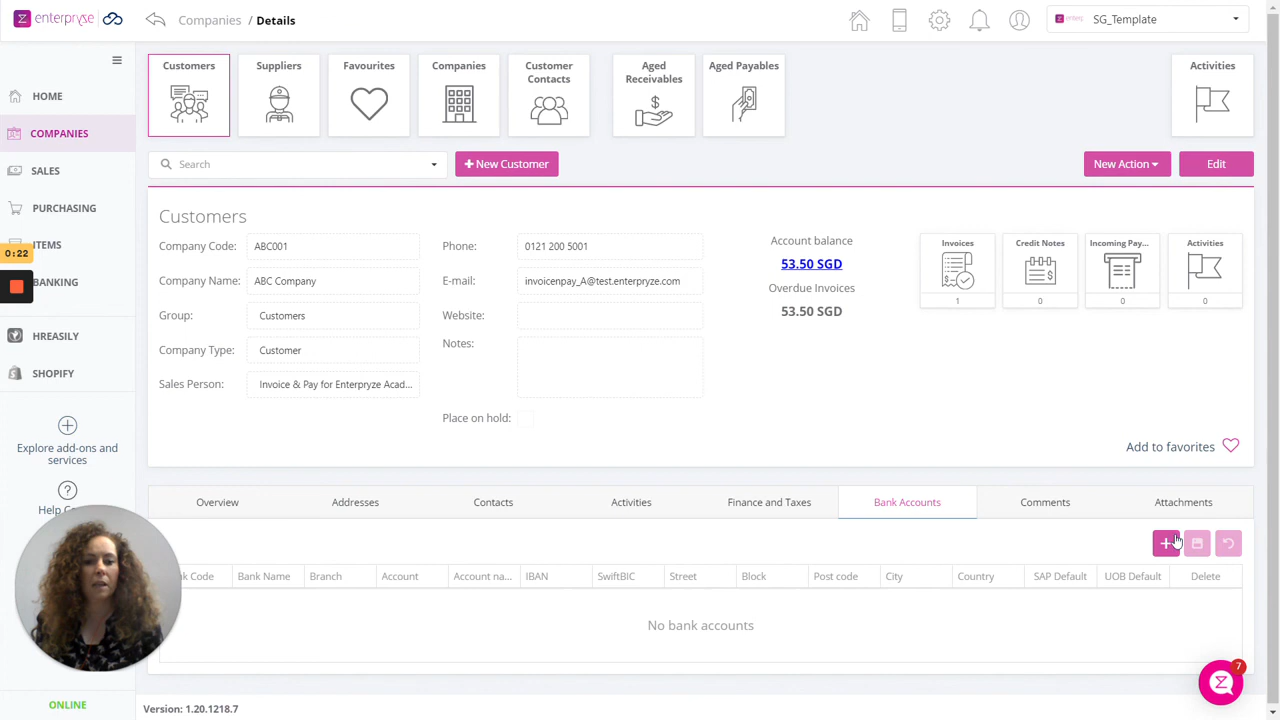 enterpryze
Companies / Details
SG_Template
Customers
Suppliers
Favourites
Companies
Customer
Contacts
Aged
Receivables
Aged Payables
Activities
HOME
COMPANIES
SALES
PURCHASING
ITEMS
0:22
BANKING
HREASILY
SHOPIFY
Explore add-ons and
services
Help
ONLINE
Search
+ New Customer
New Action
Edit
Customers
Company Code: ABC001
Company Name: ABC Company
Group: Customers
Company Type: Customer
Sales Person: Invoice & Pay for Enterpryze Acad...
Phone: 0121 200 5001
E-mail: invoicenpay_A@test.enterpryze.com
Website:
Notes:
Place on hold:
Account balance
53.50 SGD
Overdue Invoices
53.50 SGD
Invoices
1
Credit Notes
0
Incoming Pay...
0
Activities
0
Add to favorites
Overview Addresses Contacts Activities Finance and Taxes Bank Accounts Comments Attachments
Code Bank Name Branch Account Account na... IBAN SwiftBIC Street Block Post code City Country SAP Default UOB Default Delete
No bank accounts
7
Version: 1.20.1218.7